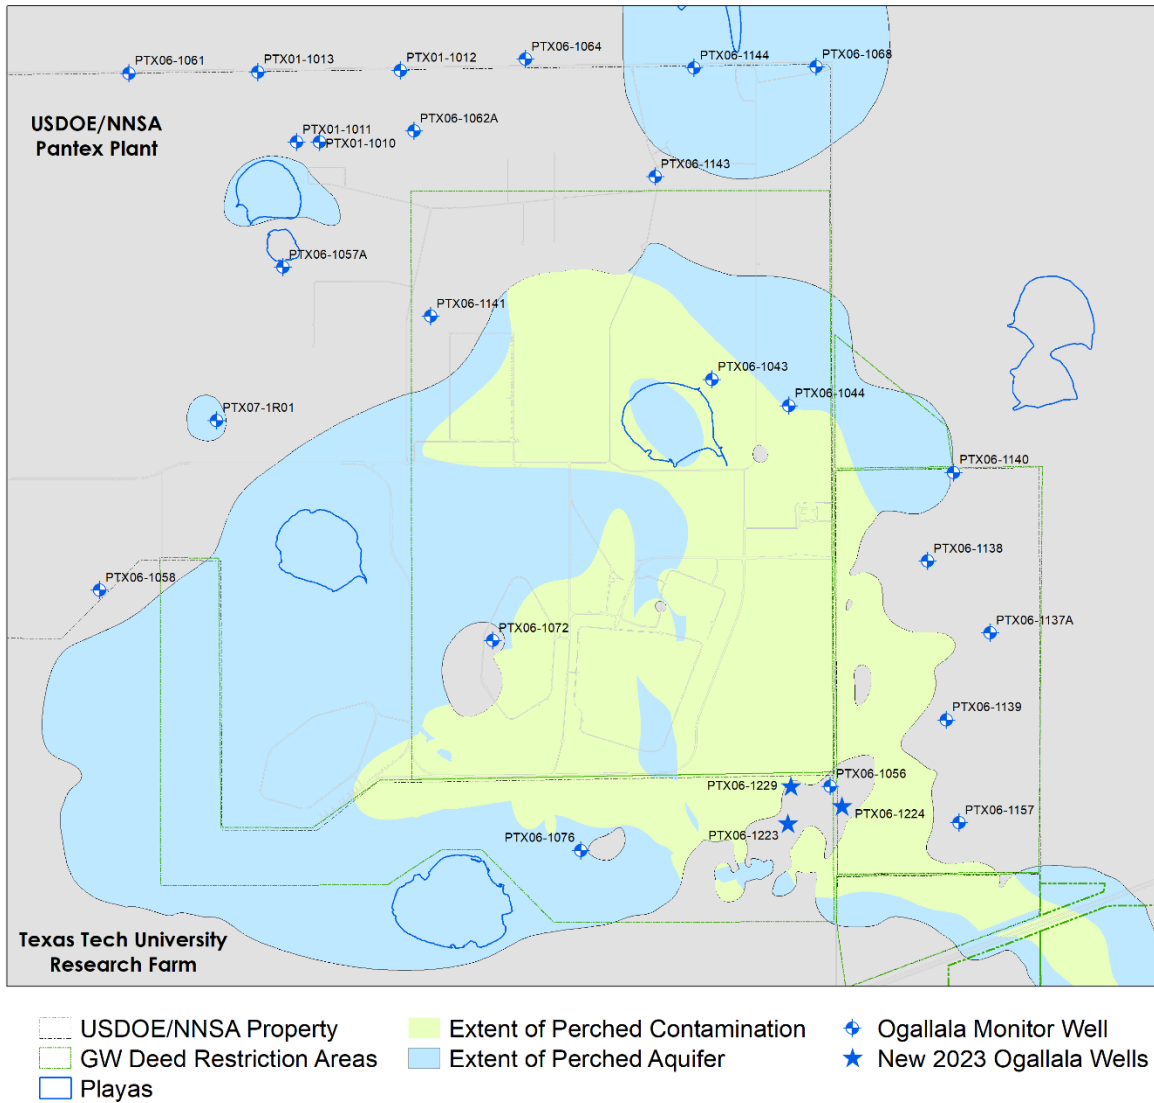 PTX06-1061
PTX01-1013
PTX01-1012
PTX06-1064
PTX06-1144
PTX06-1068
USDOE/NNSA
Pantex Plant
PTX01-1011
PTX01-1010
PTX06-1062A
PTX06-1143
PTX06-1057A
PTX06-1141
PTX06-1043
PTX06-1044
PTX07-1R01
PTX06-1140
PTX06-1138
PTX06-1058
PTX06-1072
PTX06-1137A
PTX06-1139
PTX06-1229
PTX06-1056
PTX06-1224
PTX06-1223
PTX06-1157
PTX06-1076
Texas Tech University
Research Farm
USDOE/NNSA Property
GW Deed Restriction Areas
Playas
Extent of Perched Contamination
Extent of Perched Aquifer
Ogallala Monitor Well
New 2023 Ogallala Wells